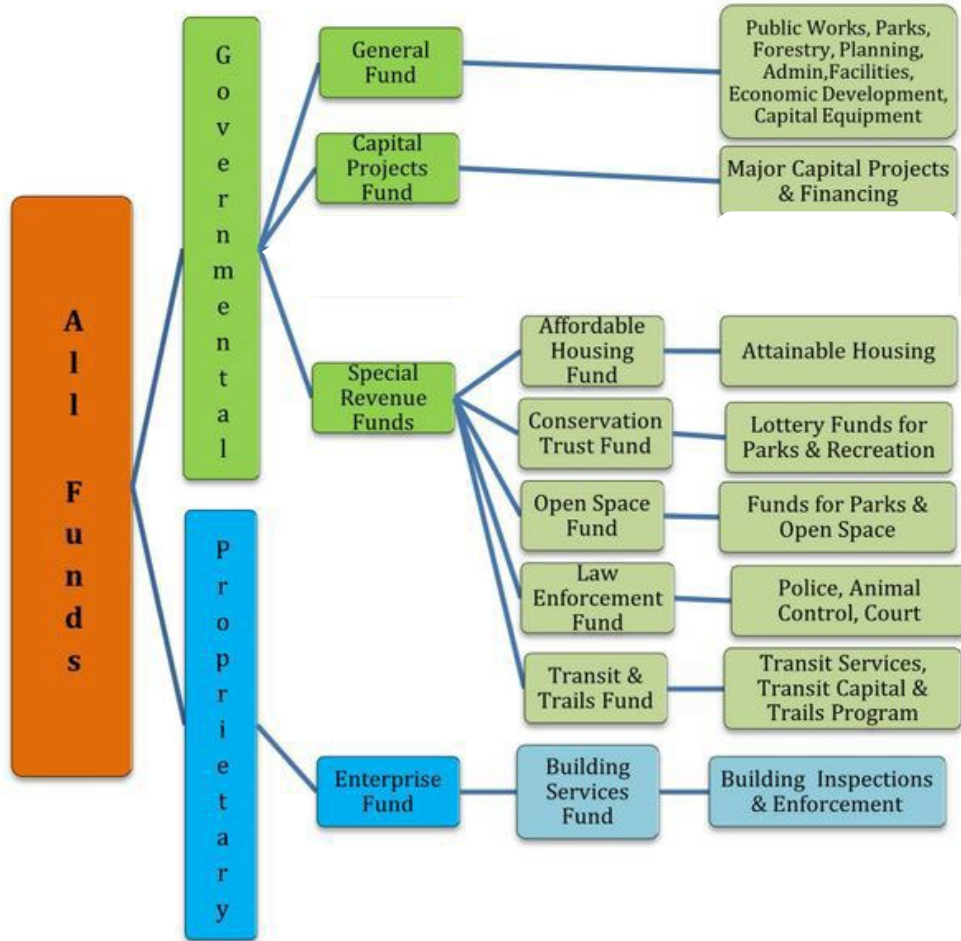 All Funds
Governmental
General
Fund
Public Works, Parks,
Forestry, Planning,
Admin,Facilities,
Economic Development,
Capital Equipment
Capital
Projects
Fund
Major Capital Projects
& Financing
Special
Revenue
Funds
Affordable
Housing
Fund
Attainable Housing
Conservation
Trust Fund
Lottery Funds for
Parks & Recreation
Open Space
Fund
Funds for Parks &
Open Space
Law
Enforcement
Fund
Police, Animal
Control, Court
Transit &
Trails Fund
Transit Services,
Transit Capital &
Trails Program
Proprietary
Enterprise
Fund
Building
Services
Fund
Building Inspections
& Enforcement